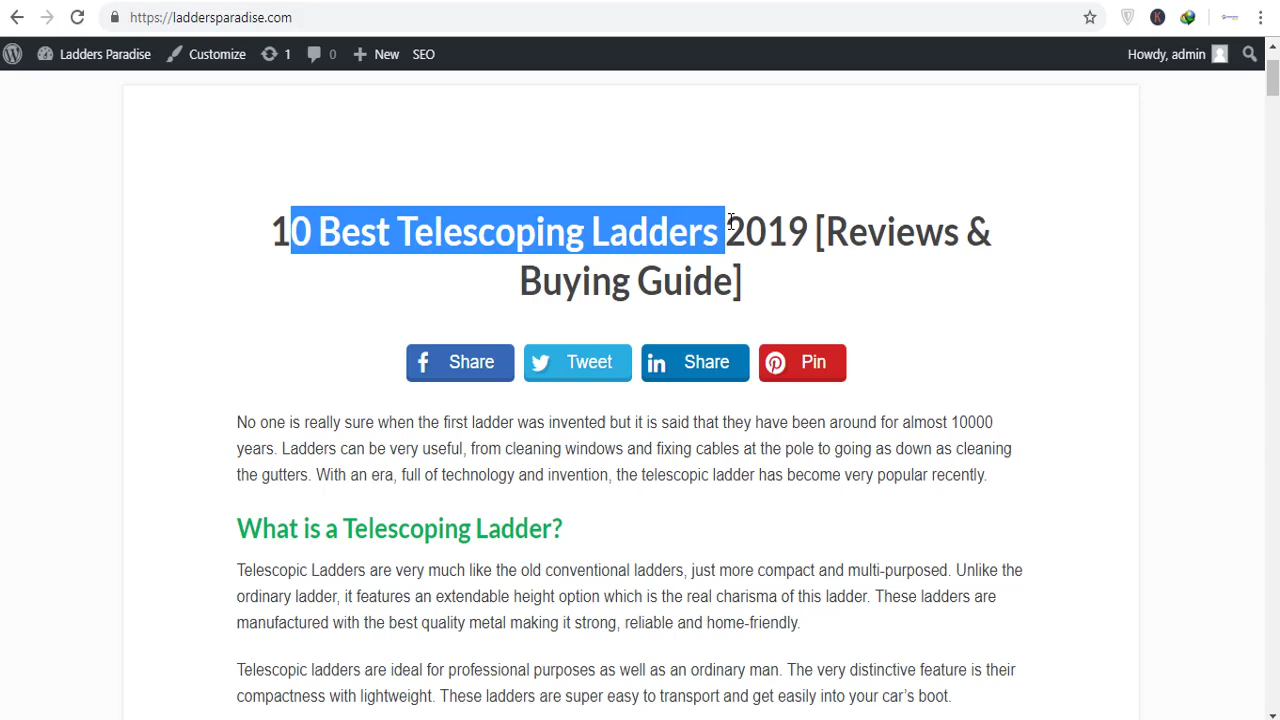 https://laddersparadise.com
Ladders Paradise Customize 1 0 New SEO Howdy, admin
10 Best Telescoping Ladders 2019 [Reviews &
Buying Guide]
Share Tweet Share Pin
No one is really sure when the first ladder was invented but it is said that they have been around for almost 10000
years. Ladders can be very useful, from cleaning windows and fixing cables at the pole to going as down as cleaning
the gutters. With an era, full of technology and invention, the telescopic ladder has become very popular recently.
What is a Telescoping Ladder?
Telescopic Ladders are very much like the old conventional ladders, just more compact and multi-purposed. Unlike the
ordinary ladder, it features an extendable height option which is the real charisma of this ladder. These ladders are
manufactured with the best quality metal making it strong, reliable and home-friendly.
Telescopic ladders are ideal for professional purposes as well as an ordinary man. The very distinctive feature is their
compactness with lightweight. These ladders are super easy to transport and get easily into your car's boot.